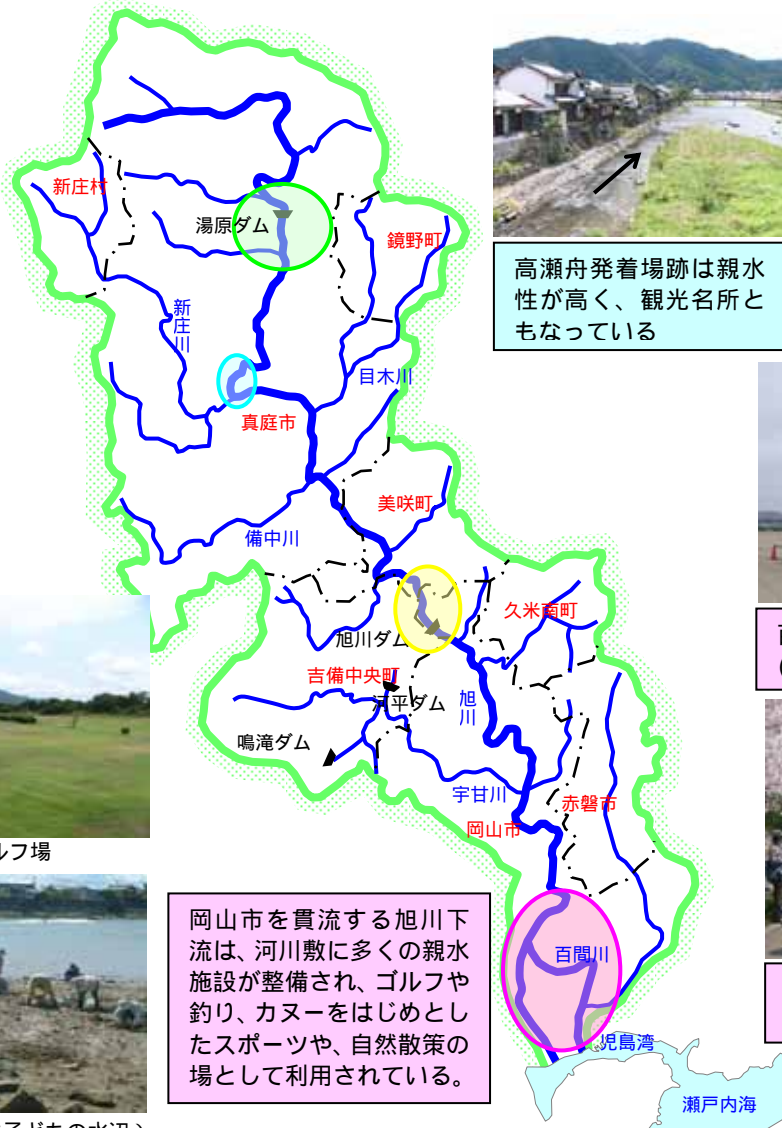 新庄村
湯原ダム
鏡野町
高瀬舟発着場跡は親水
性が高く、観光名所と
もなっている
新庄川
目木川
真庭市
美咲町
備中川
久米南町
旭川ダム
吉備中央町
旭川
河平ダム
鳴滝ダム
宇甘川
赤磐市
岡山市
ルフ場
岡山市を貫流する旭川下
流は、河川敷に多くの親水
施設が整備され、ゴルフや
釣り、カヌーをはじめとし
たスポーツや、自然散策の
場として利用されている。
百間川
児島湾
瀬戸内海
子どもの水辺）